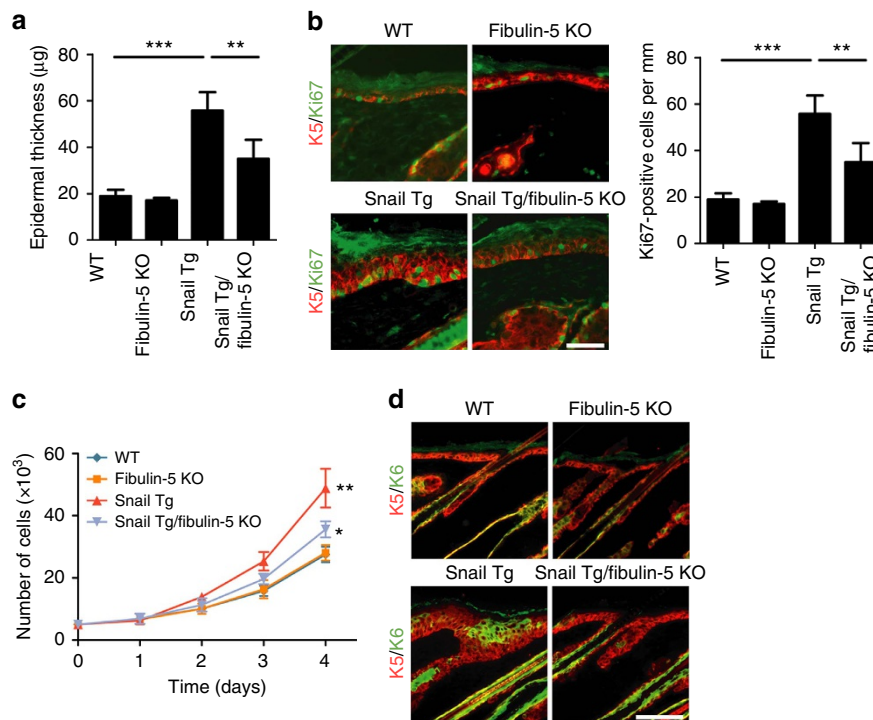 a
Epidermal thickness (μg)
80
60
40
20
0
***
**
WT
Fibulin-5 KO
Snail Tg
Snail Tg/
fibulin-5 KO
b
WT
Fibulin-5 KO
K5/Ki67
Snail Tg
Snail Tg/fibulin-5 KO
K5/Ki67
Ki67-positive cells per mm
80
60
40
20
0
***
**
WT
Fibulin-5 KO
Snail Tg
Snail Tg/
fibulin-5 KO
c
Number of cells (×10³)
60
40
20
0
WT
Fibulin-5 KO
Snail Tg
Snail Tg/fibulin-5 KO
**
*
0 1 2 3 4
Time (days)
d
WT
Fibulin-5 KO
K5/K6
Snail Tg
Snail Tg/fibulin-5 KO
K5/K6